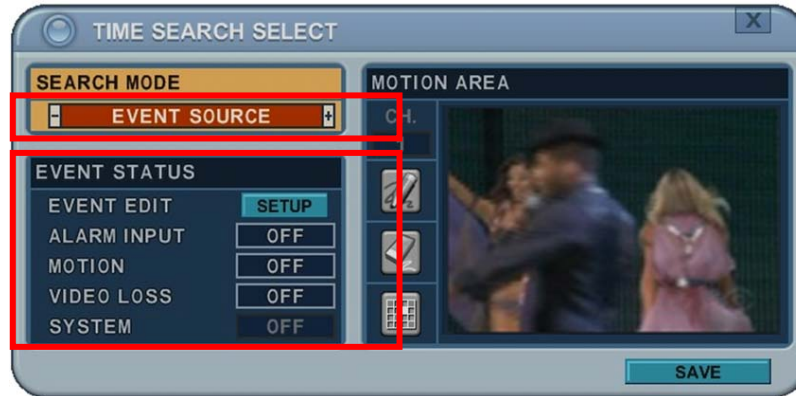 TIME SEARCH SELECT
X
SEARCH MODE
- EVENT SOURCE +
EVENT STATUS
EVENT EDIT SETUP
ALARM INPUT OFF
MOTION OFF
VIDEO LOSS OFF
SYSTEM OFF
MOTION AREA
CH.
SAVE